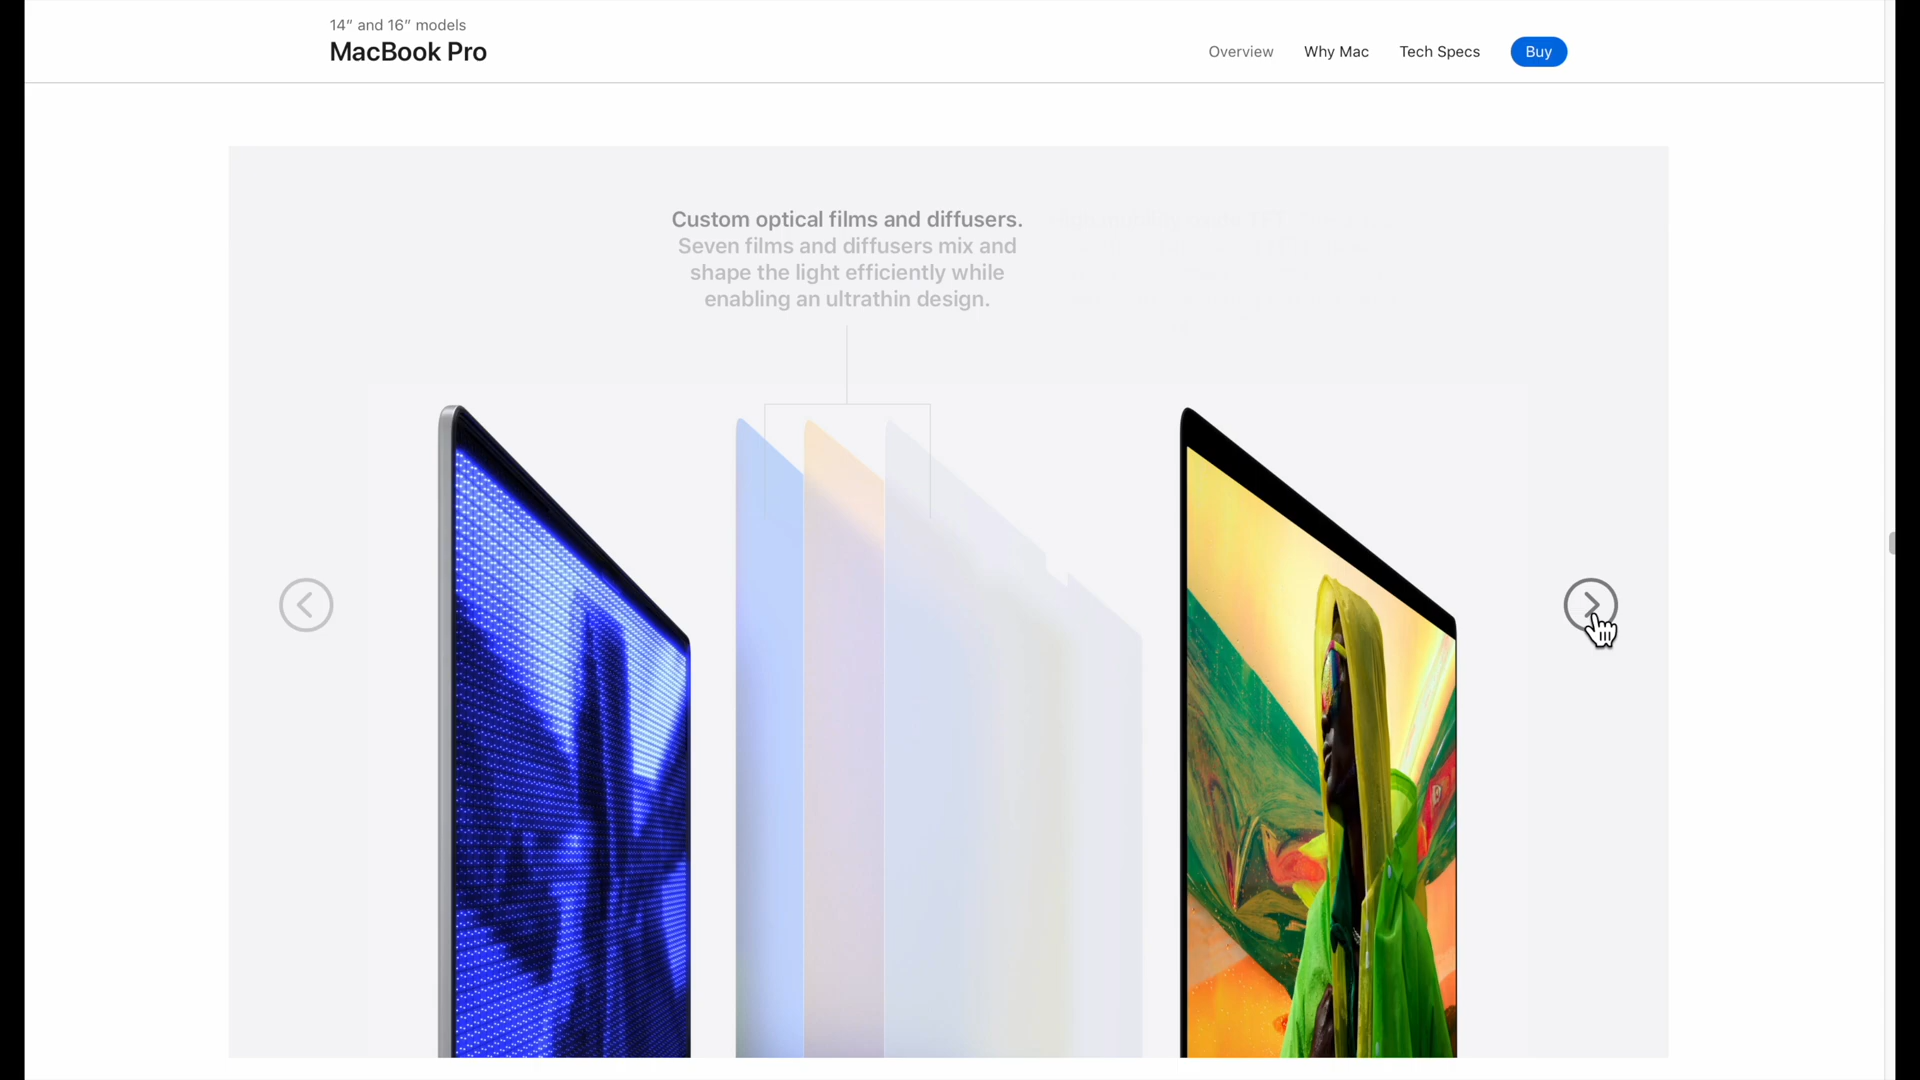 14″ and 16″ models
MacBook Pro
Overview
Why Mac
Tech Specs
Buy
Custom optical films and diffusers.
Seven films and diffusers mix and
shape the light efficiently while
enabling an ultrathin design.